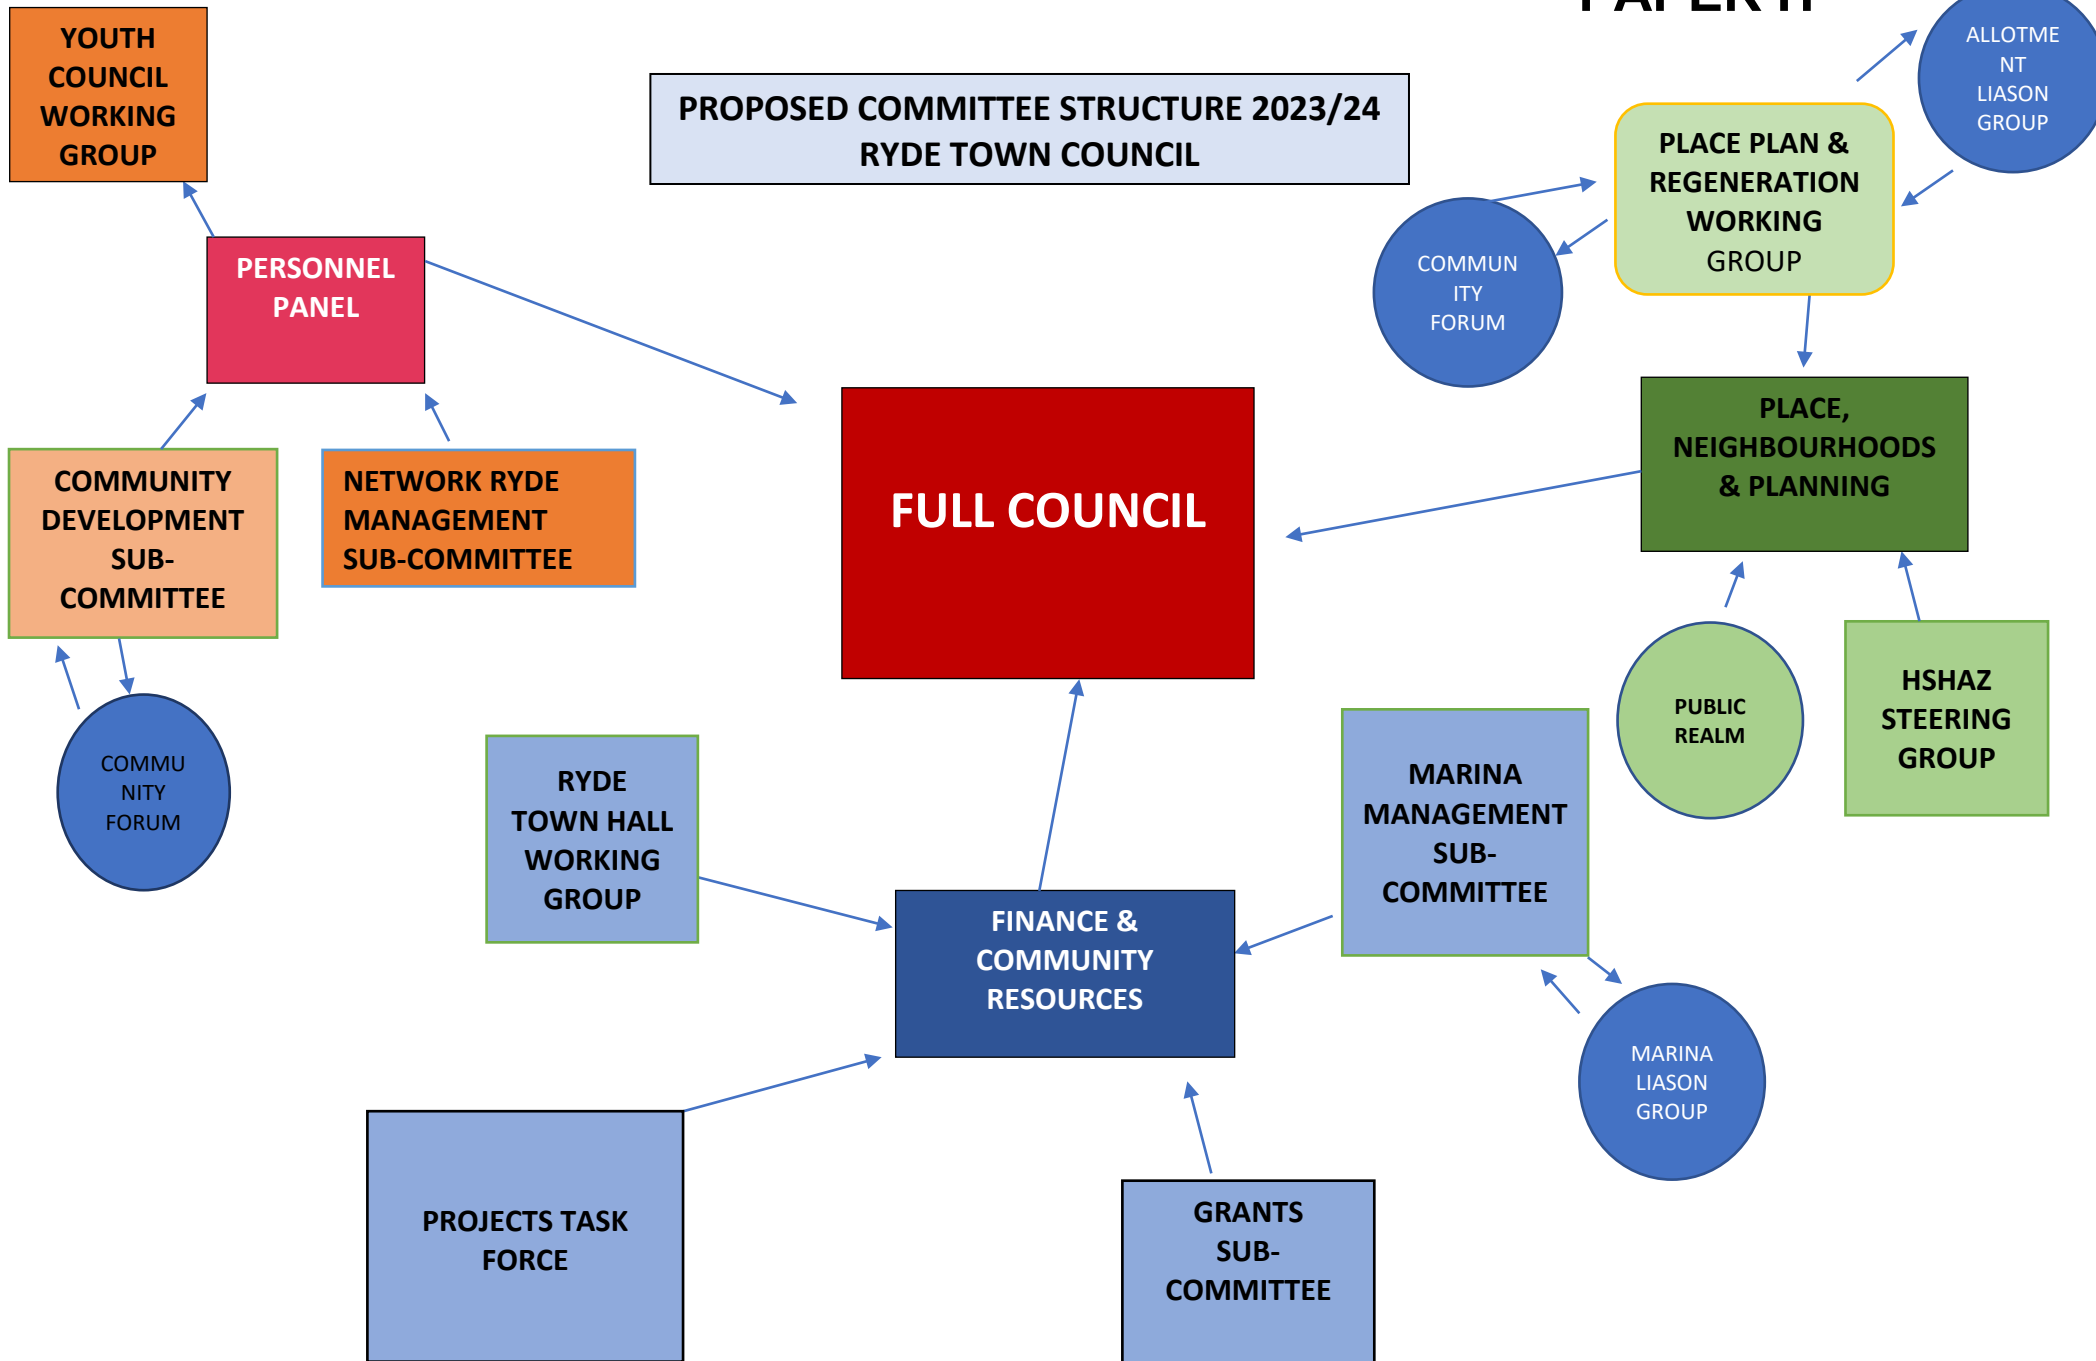 YOUTH
COUNCIL
WORKING
GROUP
PROPOSED COMMITTEE STRUCTURE 2023/24
RYDE TOWN COUNCIL
ALLOTME
NT
LIASON
GROUP
PLACE PLAN &
REGENERATION
WORKING
GROUP
PERSONNEL
PANEL
COMMUN
ITY
FORUM
PLACE,
NEIGHBOURHOODS
& PLANNING
COMMUNITY
DEVELOPMENT
SUB-
COMMITTEE
NETWORK RYDE
MANAGEMENT
SUB-COMMITTEE
FULL COUNCIL
PUBLIC
REALM
HSHAZ
STEERING
GROUP
COMMU
NITY
FORUM
RYDE
TOWN HALL
WORKING
GROUP
MARINA
MANAGEMENT
SUB-
COMMITTEE
FINANCE &
COMMUNITY
RESOURCES
MARINA
LIASON
GROUP
PROJECTS TASK
FORCE
GRANTS
SUB-
COMMITTEE